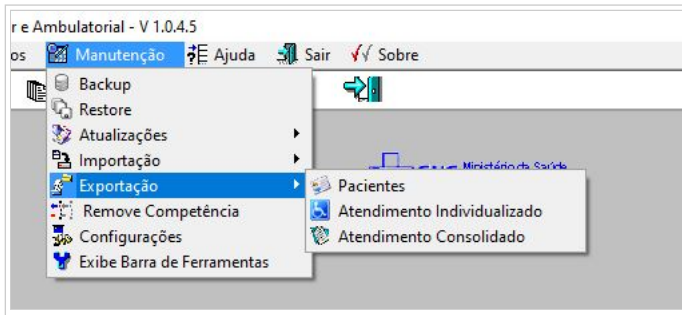 r e Ambulatorial - V 1.0.4.5
os Manutenção Ajuda Sair Sobre
Backup
Restore
Atualizações
Importação
Exportação
Remove Competência
Configurações
Exibe Barra de Ferramentas
Ministério da Saúde
Pacientes
Atendimento Individualizado
Atendimento Consolidado